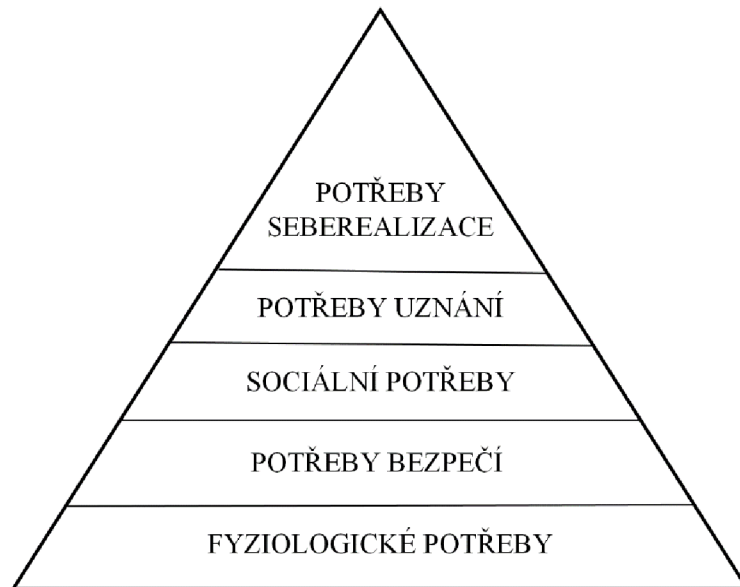 POTŘEBY
SEBEREALIZACE
POTŘEBY UZNÁNÍ
SOCIÁLNÍ POTŘEBY
POTŘEBY BEZPEČÍ
FYZIOLOGICKÉ POTŘEBY